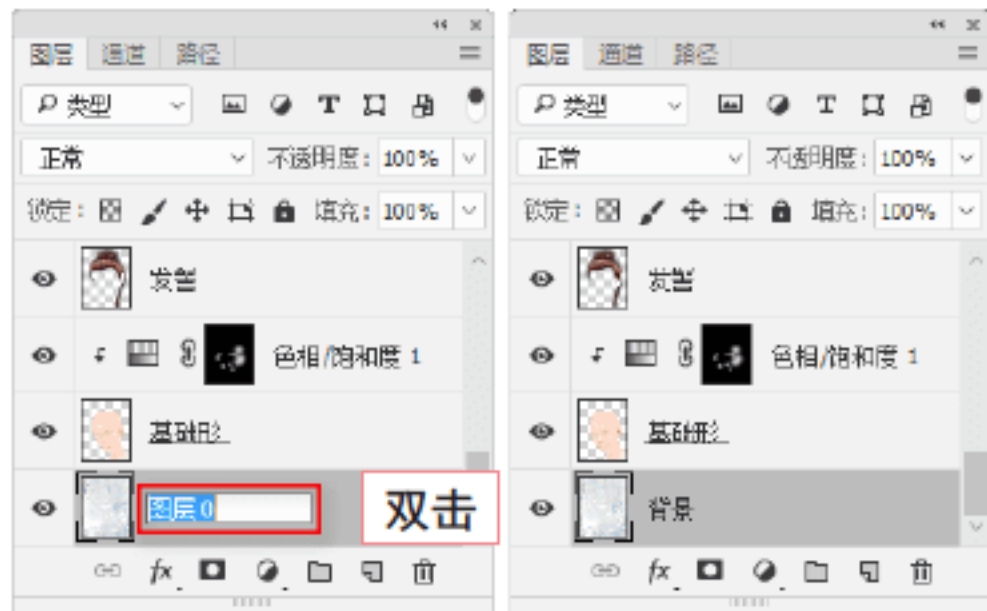 图层 通道 路径
类型
正常 不透明度: 100%
锁定: 填充: 100%
发髻
色相/饱和度 1
基础形
图层 0
双击
fx
图层 通道 路径
类型
正常 不透明度: 100%
锁定: 填充: 100%
发髻
色相/饱和度 1
基础形
背景
fx